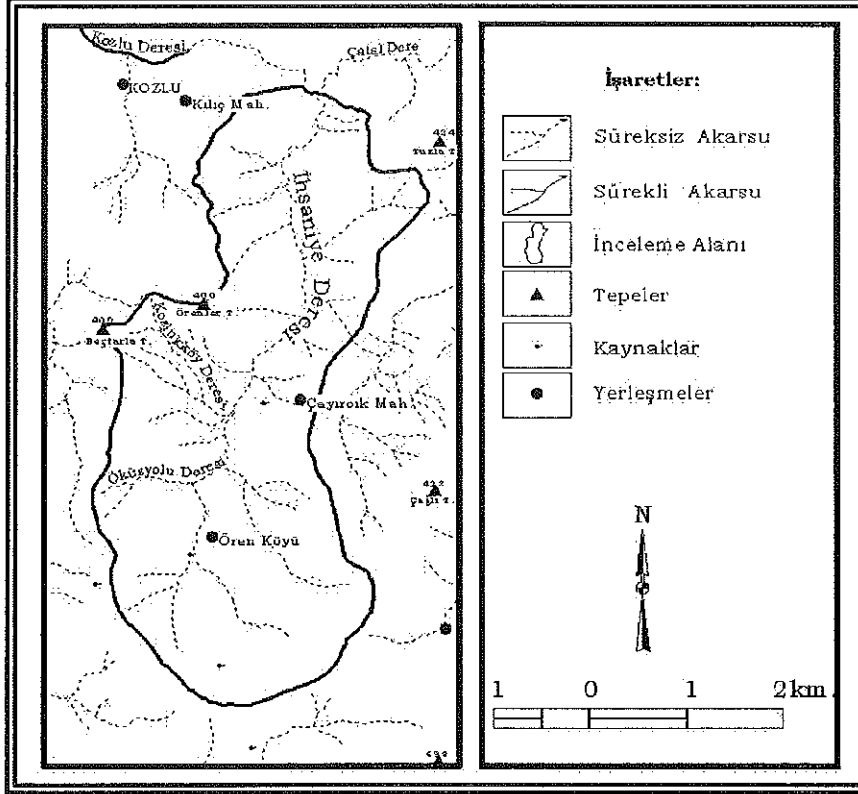 Kozlu Deresi
Çatal Dere
KOZLU
Kılıç Mah.
424
Tuzla T.
İhsaniye Deresi
400
Örenler T.
Beştarla T.
Öküzyolu Deresi
Çayırcık Mah.
422
Ören Köyü
İşaretler:
Süreksiz Akarsu
Sürekli Akarsu
İnceleme Alanı
Tepeler
Kaynaklar
Yerleşmeler
N
1 0 1 2km.